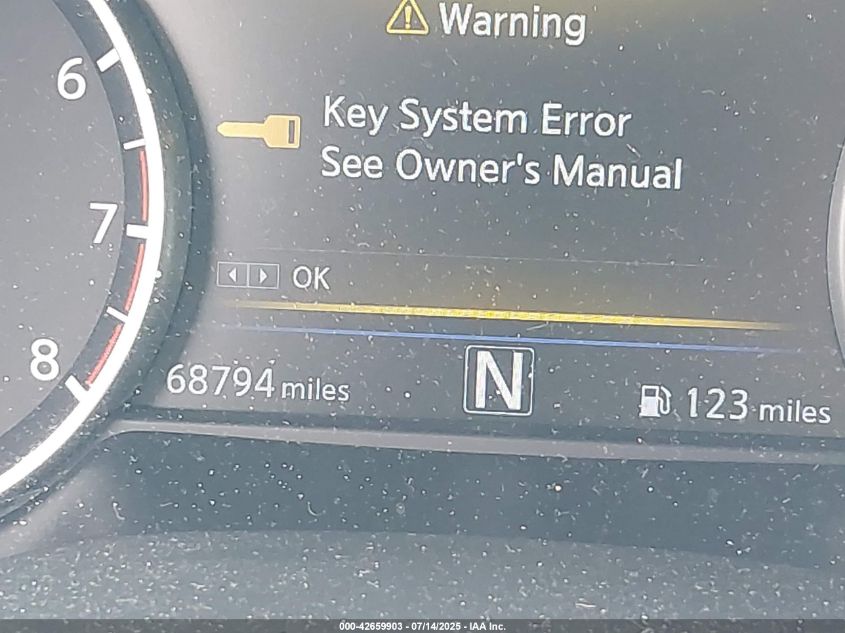 Warning
6
Key System Error
See Owner's Manual
7
OK
8
68794 miles
N
123 miles
000-42659903 - 07/14/2025 - IAA Inc.